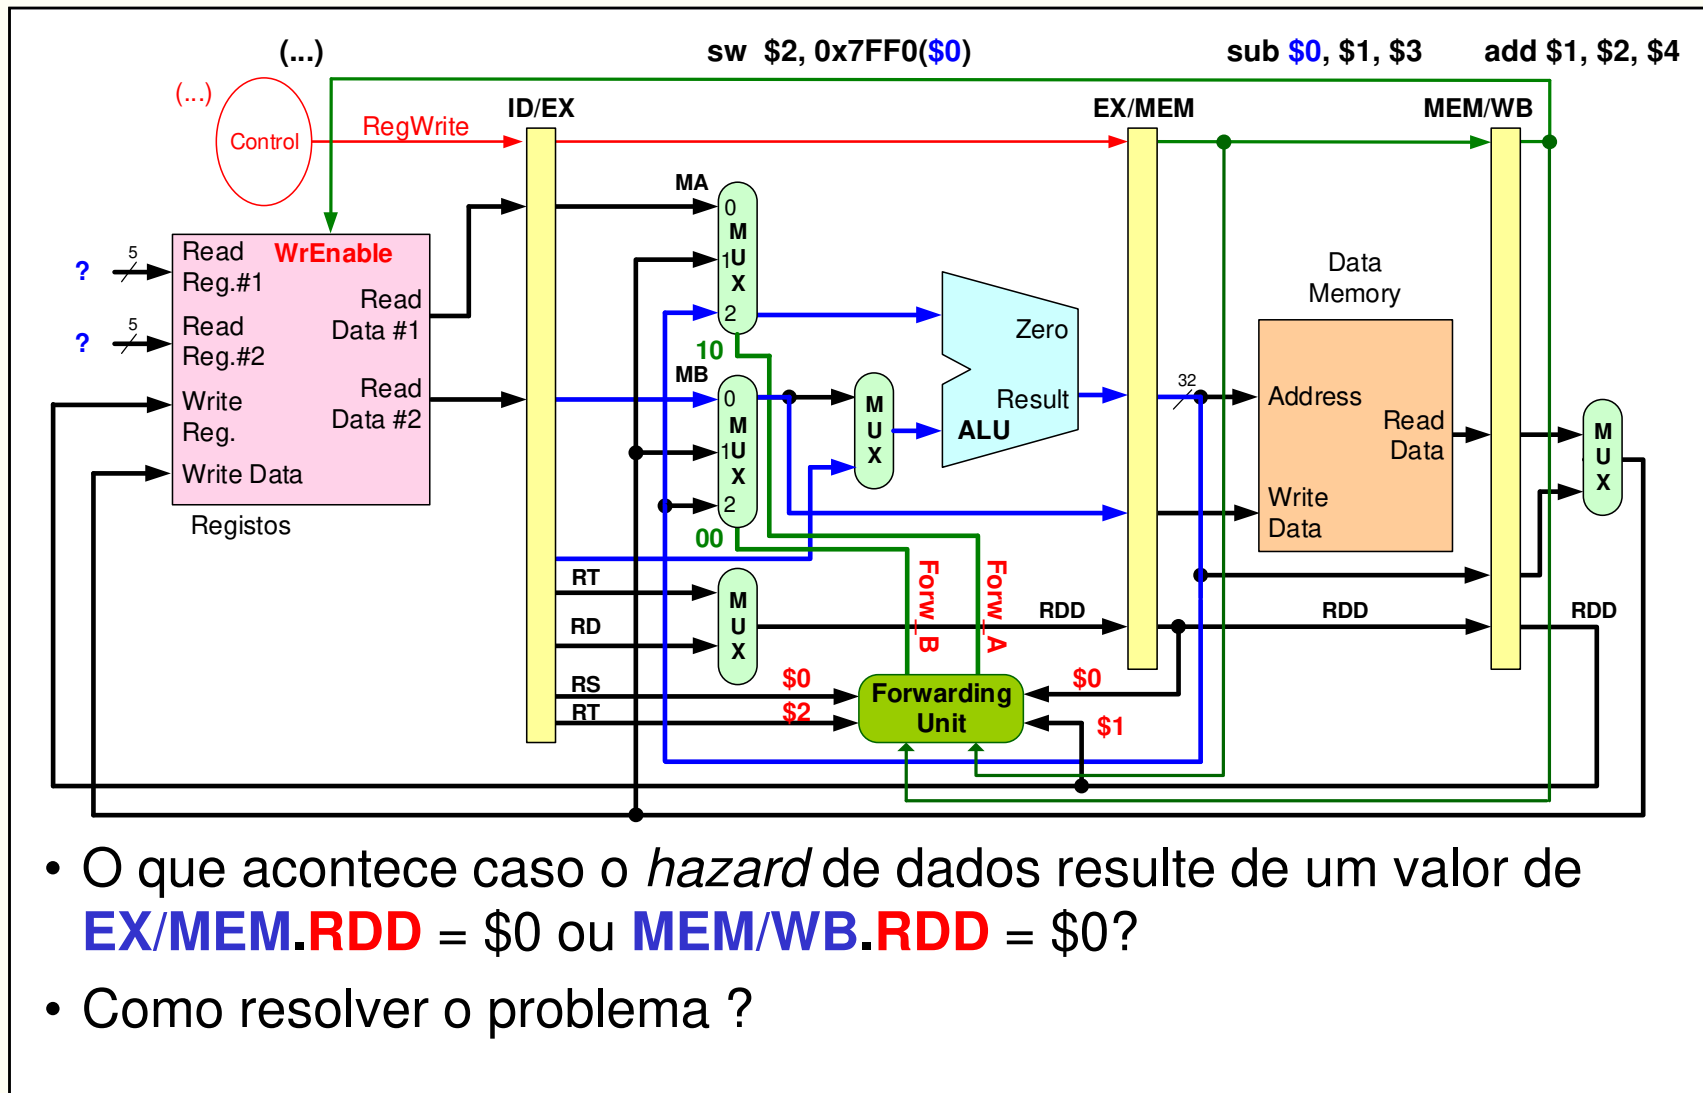 (...)
sw $2, 0x7FF0($0)
sub $0, $1, $3
add $1, $2, $4
(...)
Control
RegWrite
ID/EX
EX/MEM
MEM/WB
MA
0
M
U
X
1
2
10
Read Reg.#1
WrEnable
?
5
Read Data #1
?
5
Read Reg.#2
Read Data #2
Write Reg.
Write Data
Registos
MB
0
M
U
X
1
2
00
M
U
X
Zero
Result
ALU
32
Data Memory
Address
Read Data
Write Data
M
U
X
RT
RD
M
U
X
Forw_B
Forw_A
RDD
RDD
RDD
RS
$0
RT
$2
Forwarding Unit
$0
$1
• O que acontece caso o hazard de dados resulte de um valor de
EX/MEM.RDD = $0 ou MEM/WB.RDD = $0?
• Como resolver o problema ?